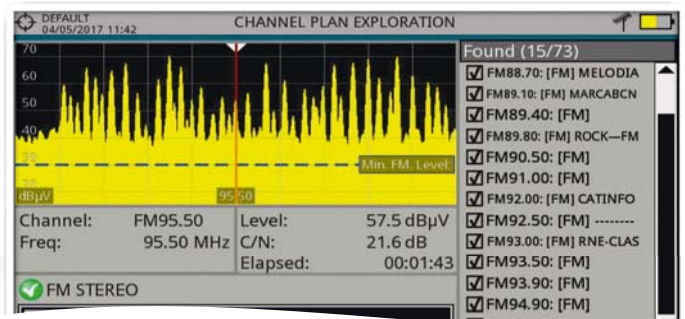 DEFAULT
04/05/2017 11:42
CHANNEL PLAN EXPLORATION
70
60
50
40
30
20
dBµV
95.50
Min. FM. Level:
Channel: FM95.50
Freq: 95.50 MHz
Level: 57.5 dBµV
C/N: 21.6 dB
Elapsed: 00:01:43
FM STEREO
Found (15/73)
FM88.70: [FM] MELODIA
FM89.10: [FM] MARCABCN
FM89.40: [FM]
FM89.80: [FM] ROCK—FM
FM90.50: [FM]
FM91.00: [FM]
FM92.00: [FM] CATINFO
FM92.50: [FM] --------
FM93.00: [FM] RNE-CLAS
FM93.50: [FM]
FM93.90: [FM]
FM94.90: [FM]